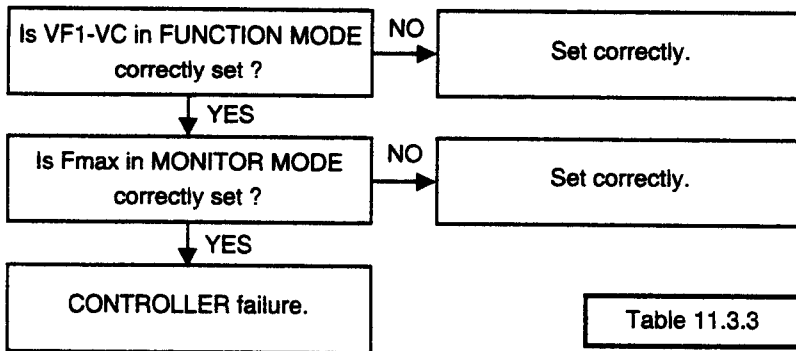 Is VF1-VC in FUNCTION MODE
correctly set ?
NO
Set correctly.
YES
Is Fmax in MONITOR MODE
correctly set ?
NO
Set correctly.
YES
CONTROLLER failure.
Table 11.3.3